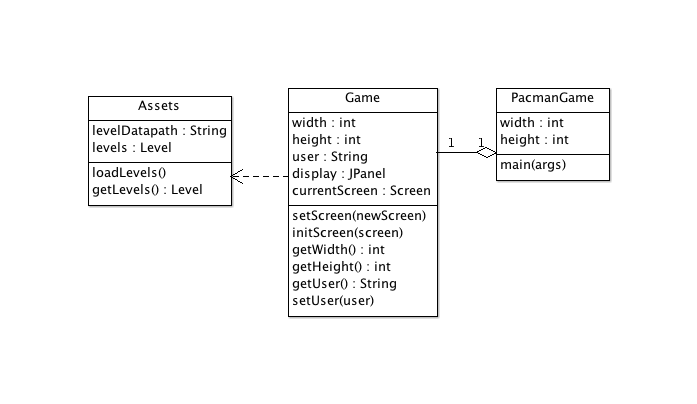 Assets
levelDatapath : String
levels : Level
loadLevels()
getLevels() : Level
Game
width : int
height : int
user : String
display : JPanel
currentScreen : Screen
setScreen(newScreen)
initScreen(screen)
getWidth() : int
getHeight() : int
getUser() : String
setUser(user)
1 1
PacmanGame
width : int
height : int
main(args)